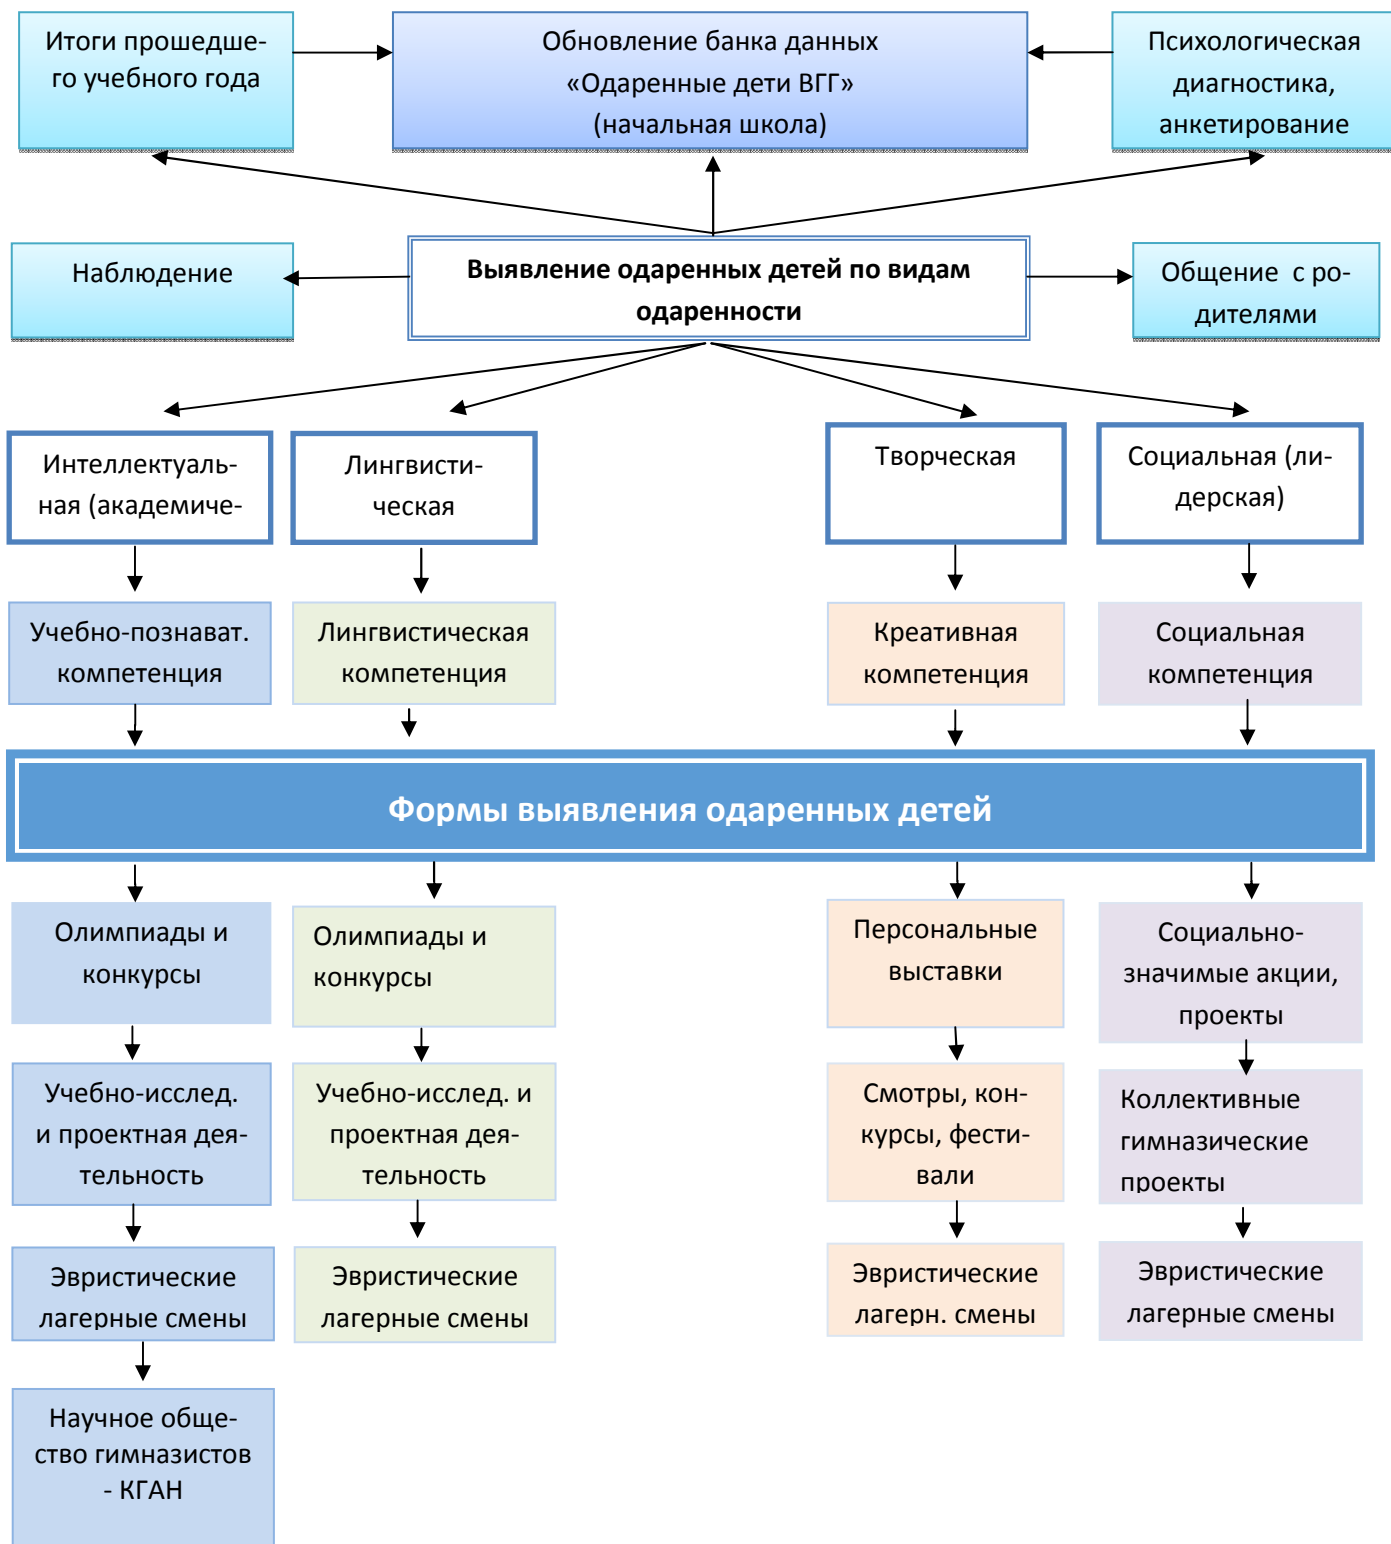 Итоги прошедше-
го учебного года
Обновление банка данных
«Одаренные дети ВГГ»
(начальная школа)
Психологическая
диагностика,
анкетирование
Наблюдение
Выявление одаренных детей по видам
одаренности
Общение с ро-
дителями
Интеллектуаль-
ная (академиче-
Лингвисти-
ческая
Творческая
Социальная (ли-
дерская)
Учебно-познават.
компетенция
Лингвистическая
компетенция
Креативная
компетенция
Социальная
компетенция
Формы выявления одаренных детей
Олимпиады и
конкурсы
Олимпиады и
конкурсы
Персональные
выставки
Социально-
значимые акции,
проекты
Учебно-исслед.
и проектная дея-
тельность
Учебно-исслед. и
проектная дея-
тельность
Смотры, кон-
курсы, фести-
вали
Коллективные
гимназические
проекты
Эвристические
лагерные смены
Эвристические
лагерные смены
Эвристические
лагерн. смены
Эвристические
лагерные смены
Научное обще-
ство гимназистов
- КГАН